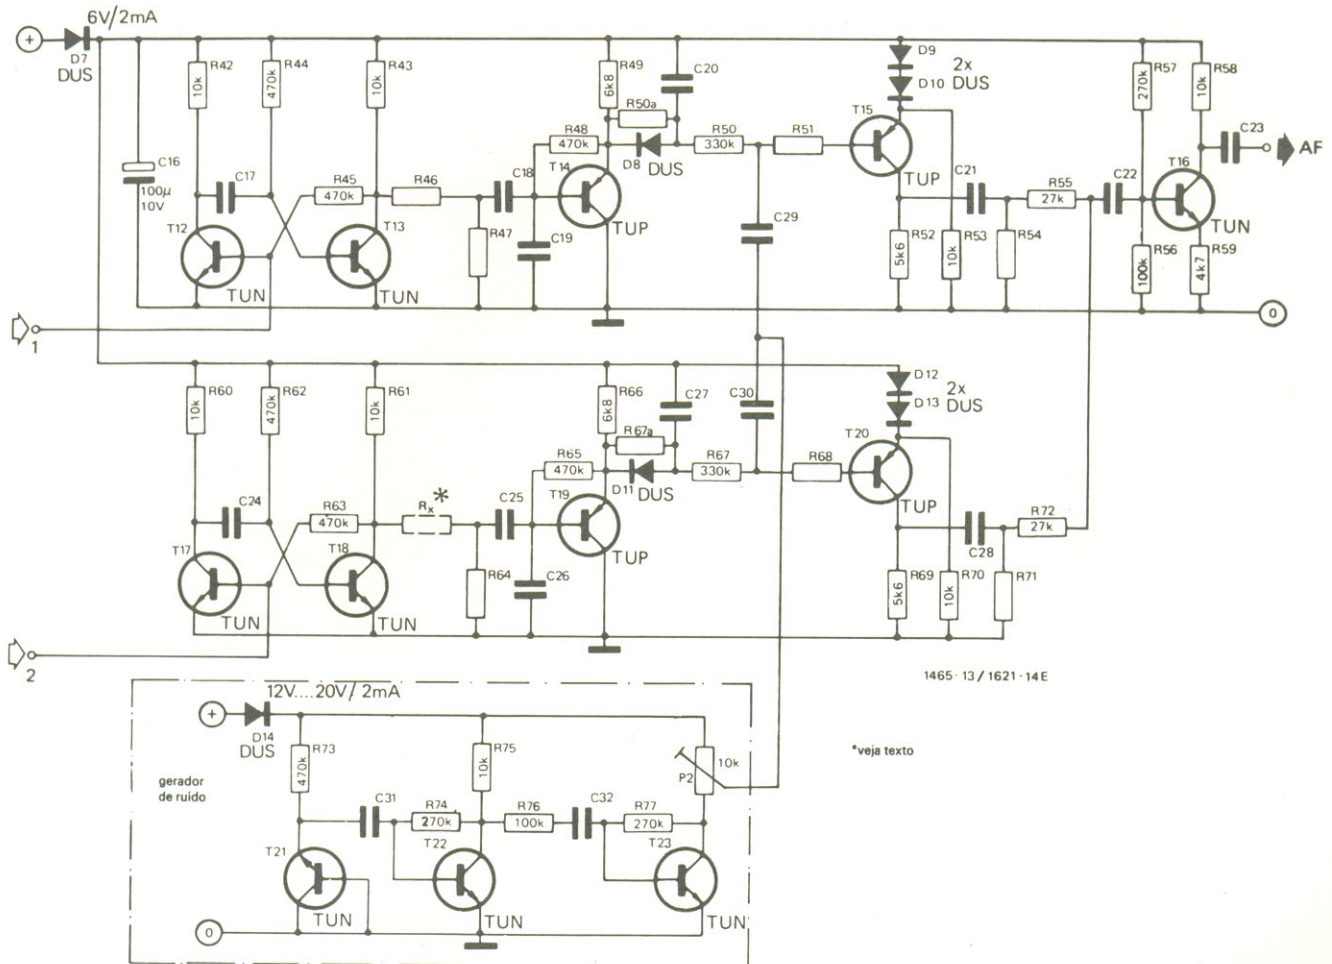 6V/2mA
+
D7
DUS
R42
10k
R44
470k
R43
10k
R49
6k8
C20
D9
D10
2x
DUS
R57
270k
R58
10k
C16
100µ
10V
C17
R45
470k
R46
R48
470k
R50a
D8
DUS
R50
330k
R51
T15
TUP
C21
R55
27k
C22
T16
TUN
C23
AF
T12
TUN
T13
TUN
R47
C18
C19
T14
TUP
C29
R52
5k6
R53
10k
R54
R56
100k
R59
4k7
0
1
R60
10k
R62
470k
R61
10k
R66
6k8
C27
C30
D12
D13
2x
DUS
C24
R63
470k
Rx*
C25
R65
470k
R67a
D11
DUS
R67
330k
R68
T20
TUP
C28
R72
27k
T17
TUN
T18
TUN
R64
C26
T19
TUP
R69
5k6
R70
10k
R71
2
1465-13/1621-14E
12V....20V/2mA
+
D14
DUS
R73
470k
R75
10k
P2
10k
*veja texto
gerador
de ruído
C31
R74
270k
R76
100k
C32
R77
270k
T21
TUN
T22
TUN
T23
TUN
0